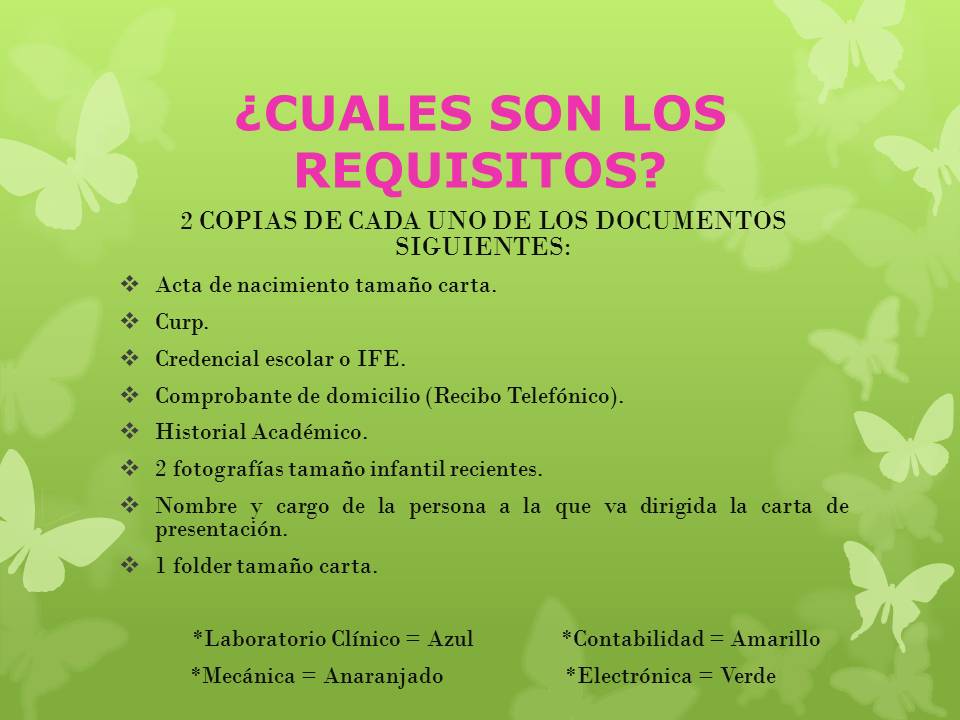 ¿CUALES SON LOS
REQUISITOS?
2 COPIAS DE CADA UNO DE LOS DOCUMENTOS
SIGUIENTES:
❖ Acta de nacimiento tamaño carta.
❖ Curp.
❖ Credencial escolar o IFE.
❖ Comprobante de domicilio (Recibo Telefónico).
❖ Historial Académico.
❖ 2 fotografías tamaño infantil recientes.
❖ Nombre y cargo de la persona a la que va dirigida la carta de
presentación.
❖ 1 folder tamaño carta.
*Laboratorio Clínico = Azul *Contabilidad = Amarillo
*Mecánica = Anaranjado *Electrónica = Verde